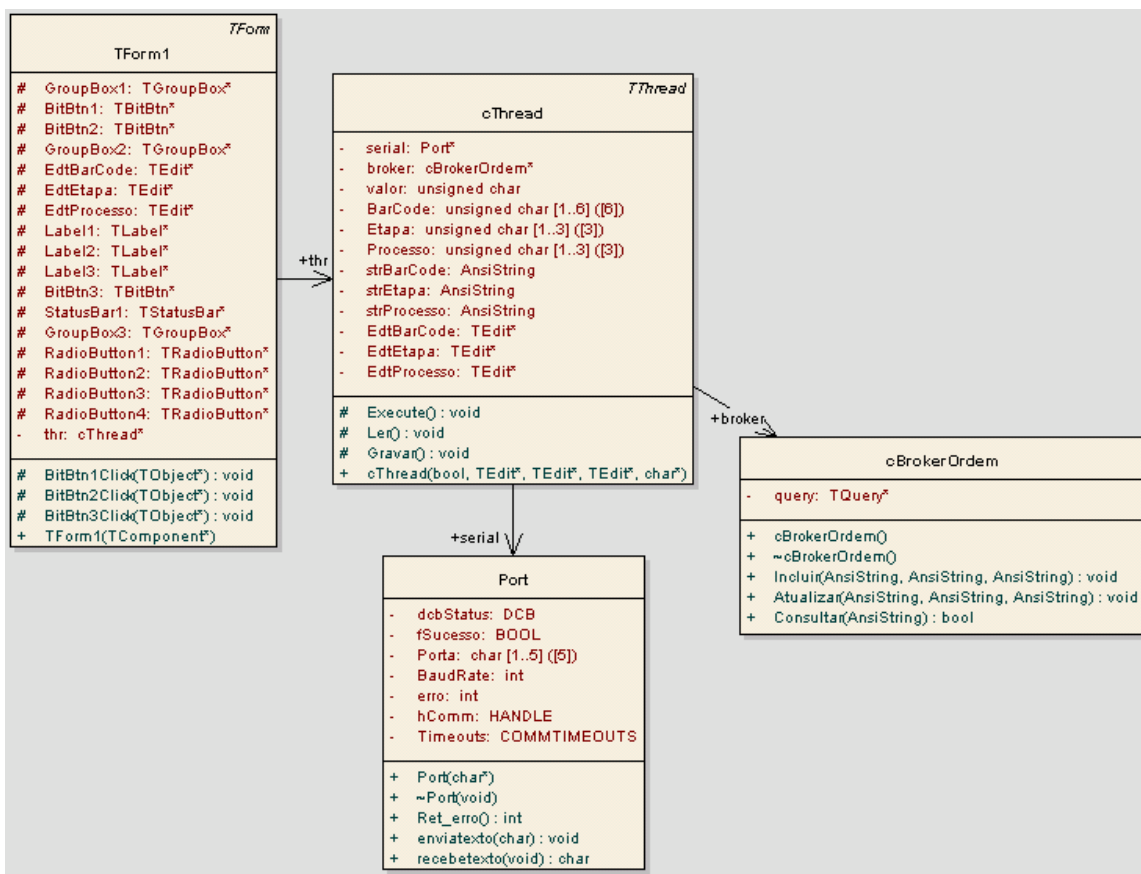 TForm
TForm1
# GroupBox1: TGroupBox*
# BitBtn1: TBitBtn*
# BitBtn2: TBitBtn*
# GroupBox2: TGroupBox*
# EdtBarCode: TEdit*
# EdtEtapa: TEdit*
# EdtProcesso: TEdit*
# Label1: TLabel*
# Label2: TLabel*
# Label3: TLabel*
# BitBtn3: TBitBtn*
# StatusBar1: TStatusBar*
# GroupBox3: TGroupBox*
# RadioButton1: TRadioButton*
# RadioButton2: TRadioButton*
# RadioButton3: TRadioButton*
# RadioButton4: TRadioButton*
- thr: cThread*
# BitBtn1Click(TObject*) : void
# BitBtn2Click(TObject*) : void
# BitBtn3Click(TObject*) : void
+ TForm1(TComponent*)
+thr
TThread
cThread
- serial: Port*
- broker: cBrokerOrdem*
- valor: unsigned char
- BarCode: unsigned char [1..6] ([6])
- Etapa: unsigned char [1..3] ([3])
- Processo: unsigned char [1..3] ([3])
- strBarCode: AnsiString
- strEtapa: AnsiString
- strProcesso: AnsiString
- EdtBarCode: TEdit*
- EdtEtapa: TEdit*
- EdtProcesso: TEdit*
# Execute() : void
# Ler() : void
# Gravar() : void
+ cThread(bool, TEdit*, TEdit*, TEdit*, char*)
+broker
cBrokerOrdem
- query: TQuery*
+ cBrokerOrdem()
+ ~cBrokerOrdem()
+ Incluir(AnsiString, AnsiString, AnsiString) : void
+ Atualizar(AnsiString, AnsiString, AnsiString) : void
+ Consultar(AnsiString) : bool
+serial
Port
- dcbStatus: DCB
- fSucesso: BOOL
- Porta: char [1..5] ([5])
- BaudRate: int
- erro: int
- hComm: HANDLE
- Timeouts: COMMTIMEOUTS
+ Port(char*)
+ ~Port(void)
+ Ret_erro() : int
+ enviatexto(char) : void
+ recebetexto(void) : char